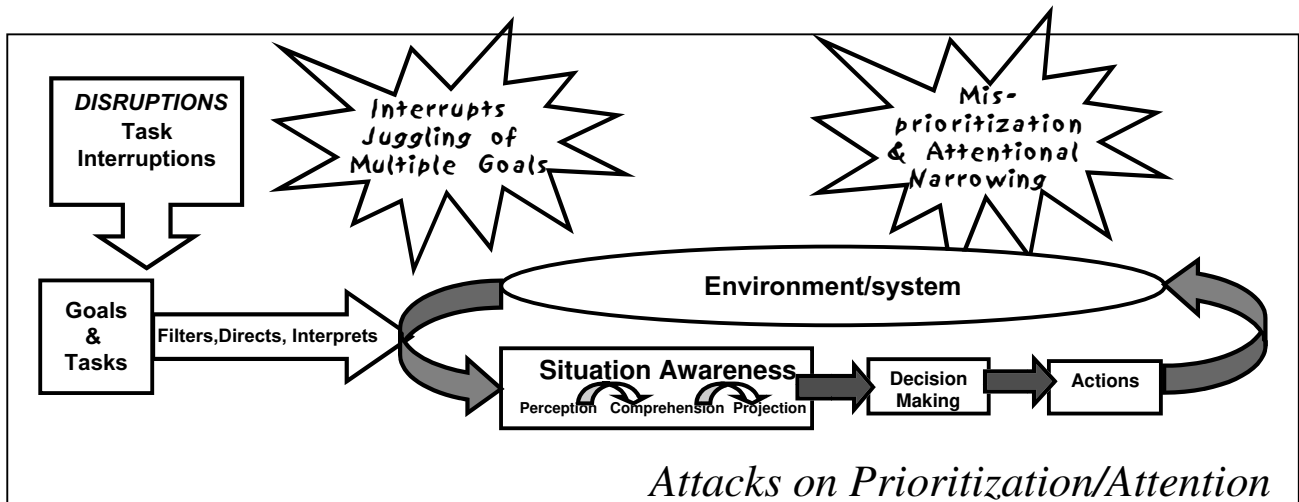 DISRUPTIONS
Task
Interruptions
Interrupts
Juggling of
Multiple Goals
Mis-
prioritization
& Attentional
Narrowing
Environment/system
Goals
&
Tasks
Filters,Directs, Interprets
Situation Awareness
Perception Comprehension Projection
Decision
Making
Actions
Attacks on Prioritization/Attention